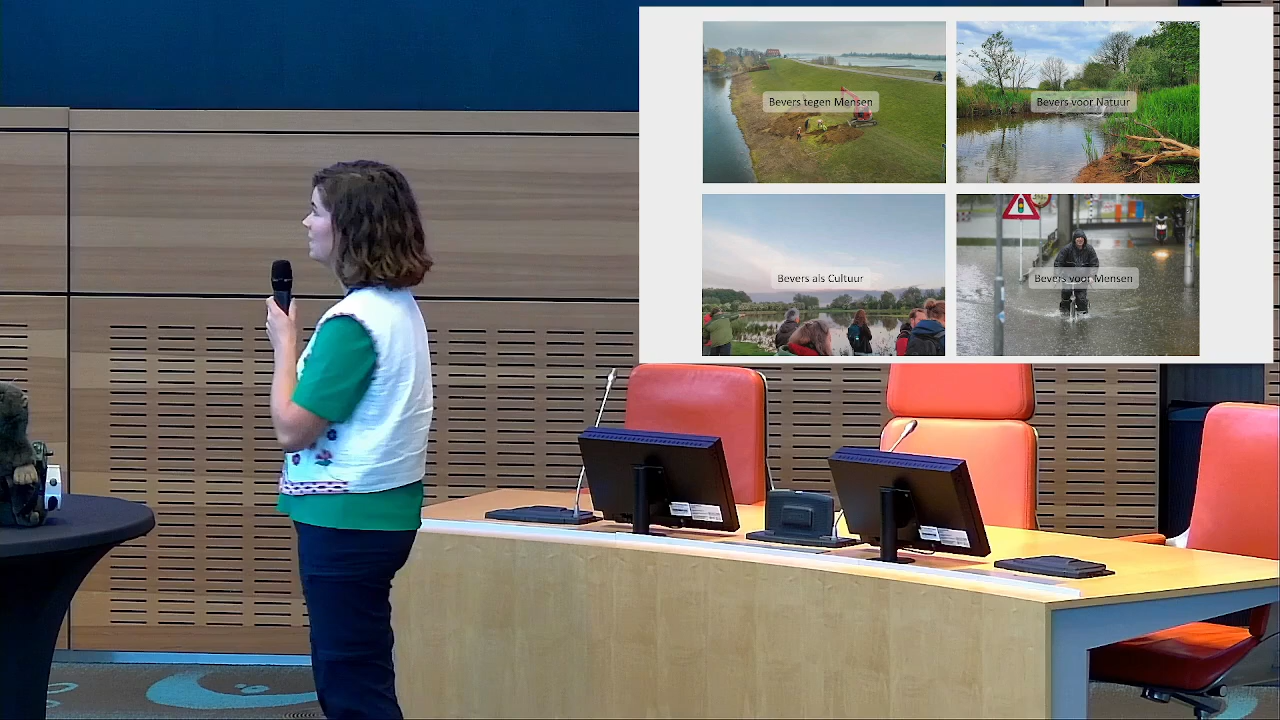 Bevers tegen Mensen
Bevers voor Natuur
Bevers als Cultuur
Bevers voor Mensen